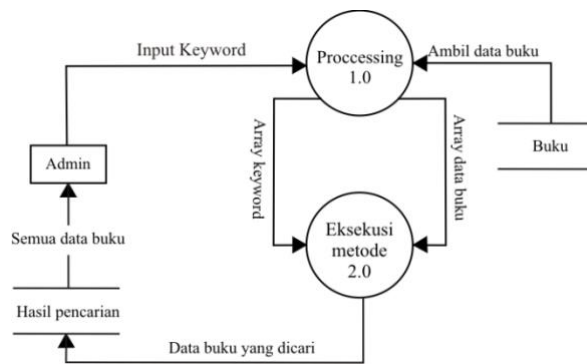 Input Keyword
Proccessing
1.0
Ambil data buku
Array keyword
Array data
buku
Buku
Admin
Semua data buku
Eksekusi
metode
2.0
Hasil pencarian
Data buku yang dicari